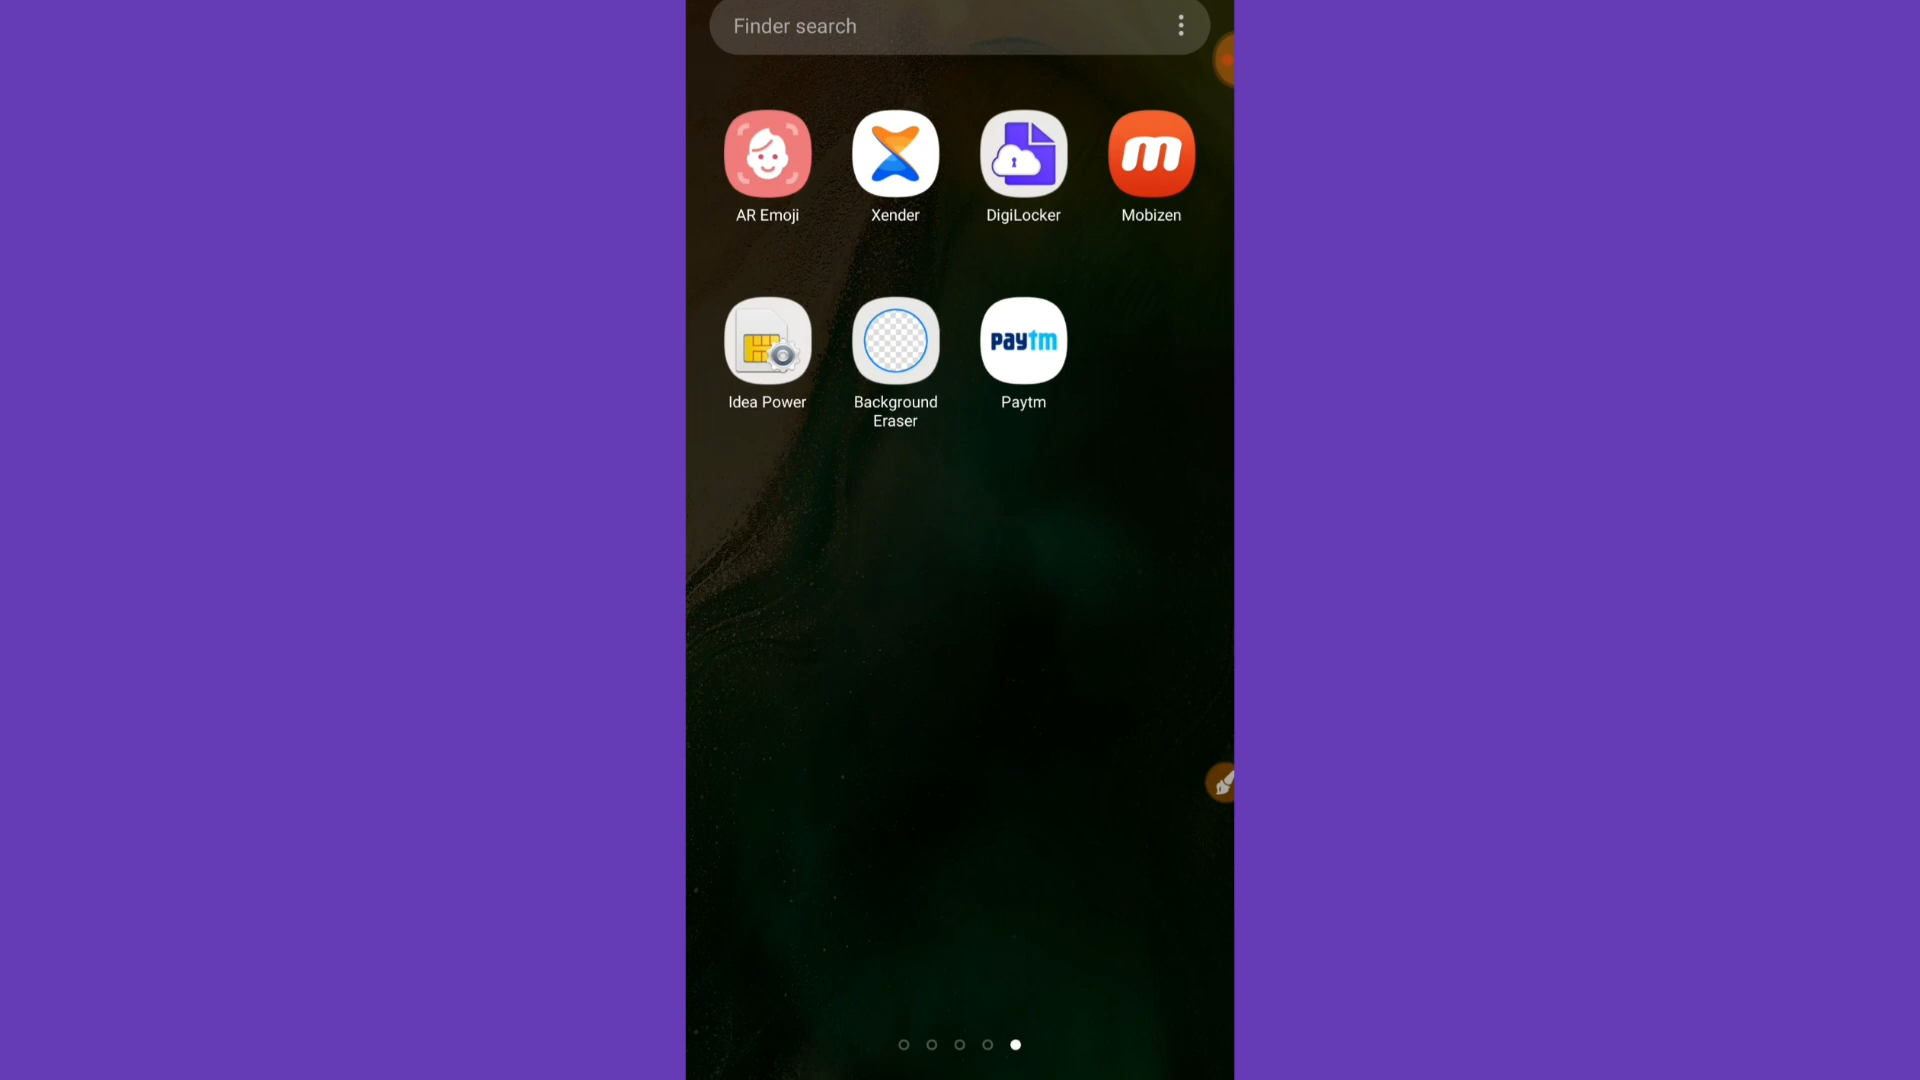 Finder search
AR Emoji
Xender
DigiLocker
m
Mobizen
Idea Power
Background
Eraser
paytm
Paytm